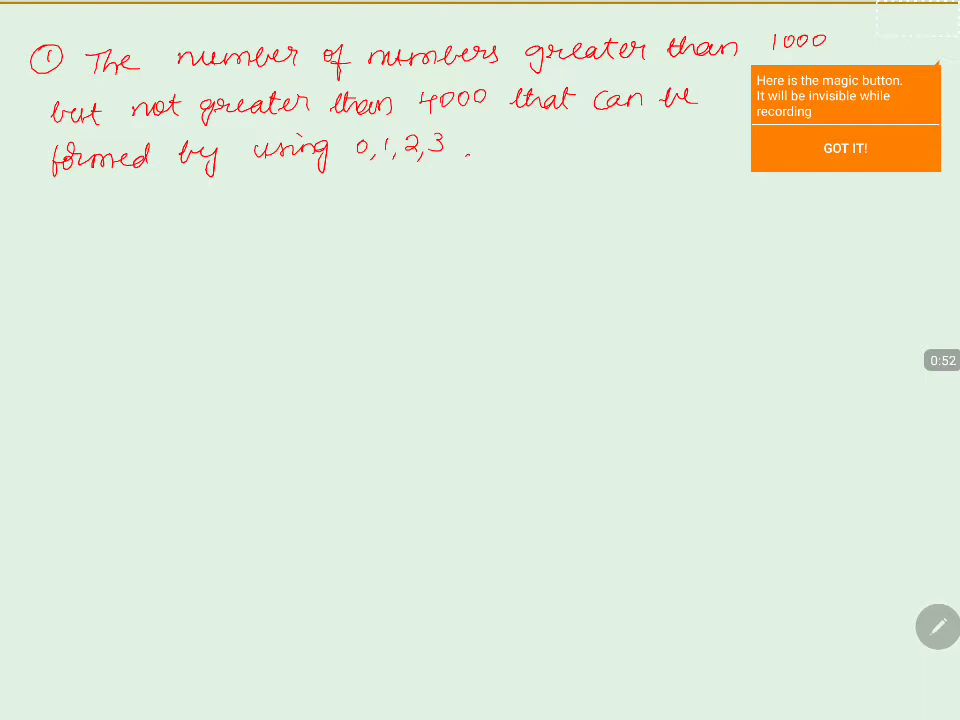 ① The number of numbers greater than 1000
but not greater than 4000 that can be
formed by using 0,1,2,3 .
Here is the magic button.
It will be invisible while
recording
GOT IT!
0:52